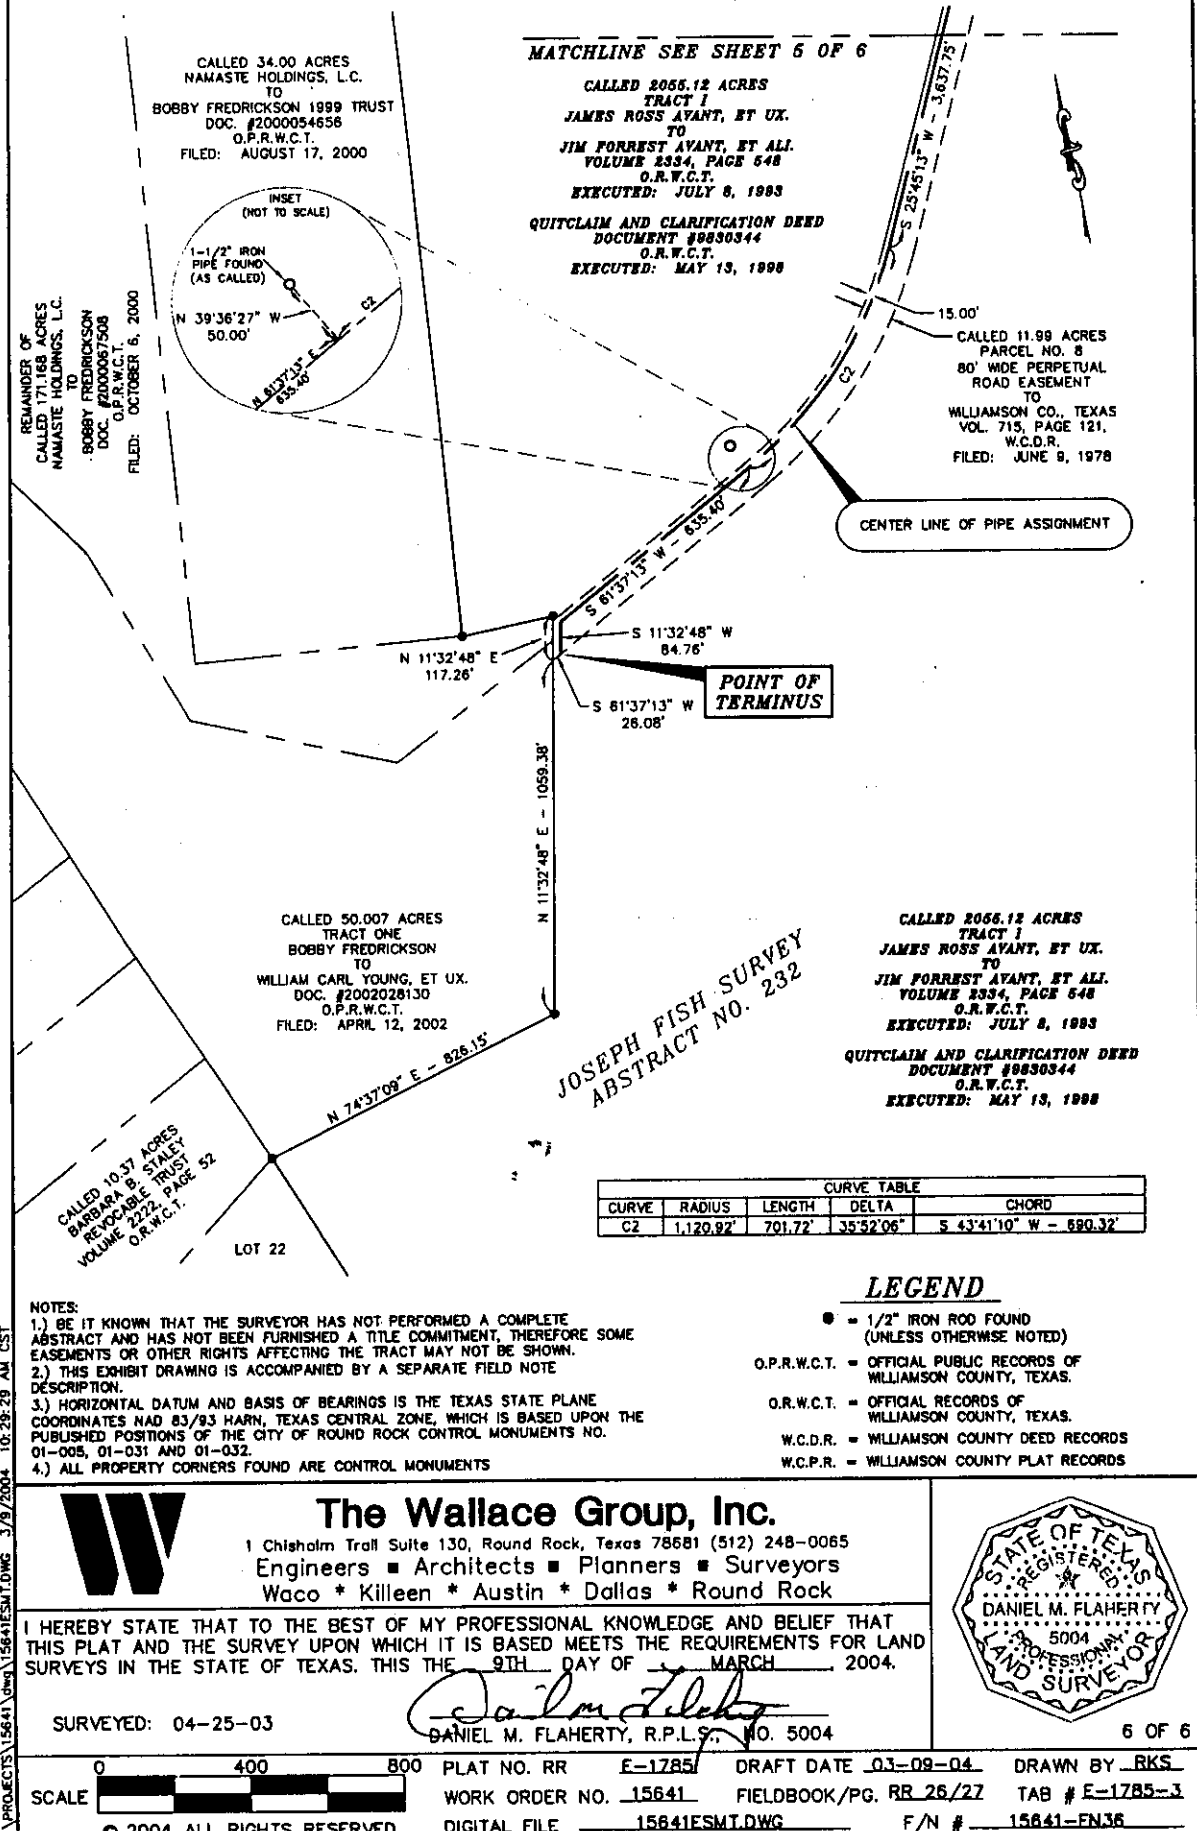 MATCHLINE SEE SHEET 5 OF 6
CALLED 34.00 ACRES
NAMASTE HOLDINGS, L.C.
TO
BOBBY FREDRICKSON 1999 TRUST
DOC. #2000054656
O.P.R.W.C.T.
FILED: AUGUST 17, 2000
CALLED 2066.12 ACRES
TRACT I
JAMES ROSS AVANT, ET UX.
TO
JIM FORREST AVANT, ET ALI.
VOLUME 2334, PAGE 548
O.R.W.C.T.
EXECUTED: JULY 8, 1993
QUITCLAIM AND CLARIFICATION DEED
DOCUMENT #9830344
O.R.W.C.T.
EXECUTED: MAY 13, 1998
S 25°45'13" W - 3,637.75'
INSET
(NOT TO SCALE)
1-1/2" IRON
PIPE FOUND
(AS CALLED)
N 39°36'27" W
50.00'
C2
N 61°37'13" E
635.40'
REMAINDER OF
CALLED 171.168 ACRES
NAMASTE HOLDINGS, L.C.
TO
BOBBY FREDRICKSON
DOC. #2000067508
O.P.R.W.C.T.
FILED: OCTOBER 6, 2000
15.00'
CALLED 11.99 ACRES
PARCEL NO. 8
80' WIDE PERPETUAL
ROAD EASEMENT
TO
WILLIAMSON CO., TEXAS
VOL. 715, PAGE 121,
W.C.D.R.
FILED: JUNE 9, 1978
C2
CENTER LINE OF PIPE ASSIGNMENT
S 61°37'13" W - 635.40'
S 11°32'48" W
84.76'
N 11°32'48" E
117.26'
POINT OF
TERMINUS
S 61°37'13" W
26.08'
N 11°32'48" E - 1059.38'
CALLED 50.007 ACRES
TRACT ONE
BOBBY FREDRICKSON
TO
WILLIAM CARL YOUNG, ET UX.
DOC. #2002028130
O.P.R.W.C.T.
FILED: APRIL 12, 2002
N 74°37'09" E - 826.15'
JOSEPH FISH SURVEY
ABSTRACT NO. 232
CALLED 2066.12 ACRES
TRACT I
JAMES ROSS AVANT, ET UX.
TO
JIM FORREST AVANT, ET ALI.
VOLUME 2334, PAGE 548
O.R.W.C.T.
EXECUTED: JULY 8, 1993
QUITCLAIM AND CLARIFICATION DEED
DOCUMENT #9830344
O.R.W.C.T.
EXECUTED: MAY 13, 1998
CALLED 10.37 ACRES
BARBARA B. STALEY
REVOCABLE TRUST
VOLUME 2222, PAGE 52
O.R.W.C.T.
LOT 22
CURVE TABLE
CURVE RADIUS LENGTH DELTA CHORD
C2 1,120.92' 701.72' 35°52'06" S 43°41'10" W - 690.32'
NOTES:
1.) BE IT KNOWN THAT THE SURVEYOR HAS NOT PERFORMED A COMPLETE
ABSTRACT AND HAS NOT BEEN FURNISHED A TITLE COMMITMENT, THEREFORE SOME
EASEMENTS OR OTHER RIGHTS AFFECTING THE TRACT MAY NOT BE SHOWN.
2.) THIS EXHIBIT DRAWING IS ACCOMPANIED BY A SEPARATE FIELD NOTE
DESCRIPTION.
3.) HORIZONTAL DATUM AND BASIS OF BEARINGS IS THE TEXAS STATE PLANE
COORDINATES NAD 83/93 HARN, TEXAS CENTRAL ZONE, WHICH IS BASED UPON THE
PUBLISHED POSITIONS OF THE CITY OF ROUND ROCK CONTROL MONUMENTS NO.
01-005, 01-031 AND 01-032.
4.) ALL PROPERTY CORNERS FOUND ARE CONTROL MONUMENTS
LEGEND
● = 1/2" IRON ROD FOUND
(UNLESS OTHERWISE NOTED)
O.P.R.W.C.T. = OFFICIAL PUBLIC RECORDS OF
WILLIAMSON COUNTY, TEXAS.
O.R.W.C.T. = OFFICIAL RECORDS OF
WILLIAMSON COUNTY, TEXAS.
W.C.D.R. = WILLIAMSON COUNTY DEED RECORDS
W.C.P.R. = WILLIAMSON COUNTY PLAT RECORDS
\PROJECTS\15641\dwg\15641ESMT.DWG 3/9/2004 10:29:29 AM CST
The Wallace Group, Inc.
1 Chisholm Trail Suite 130, Round Rock, Texas 78681 (512) 248-0065
Engineers ■ Architects ■ Planners ■ Surveyors
Waco * Killeen * Austin * Dallas * Round Rock
I HEREBY STATE THAT TO THE BEST OF MY PROFESSIONAL KNOWLEDGE AND BELIEF THAT
THIS PLAT AND THE SURVEY UPON WHICH IT IS BASED MEETS THE REQUIREMENTS FOR LAND
SURVEYS IN THE STATE OF TEXAS. THIS THE 9TH DAY OF MARCH, 2004.
SURVEYED: 04-25-03
DANIEL M. FLAHERTY, R.P.L.S., NO. 5004
STATE OF TEXAS
REGISTERED
DANIEL M. FLAHERTY
5004
PROFESSIONAL
LAND SURVEYOR
6 OF 6
SCALE 0 400 800
© 2004 ALL RIGHTS RESERVED
PLAT NO. RR E-1785 DRAFT DATE 03-09-04 DRAWN BY RKS
WORK ORDER NO. 15641 FIELDBOOK/PG. RR 26/27 TAB # E-1785-3
DIGITAL FILE 15641ESMT.DWG F/N # 15641-FN36